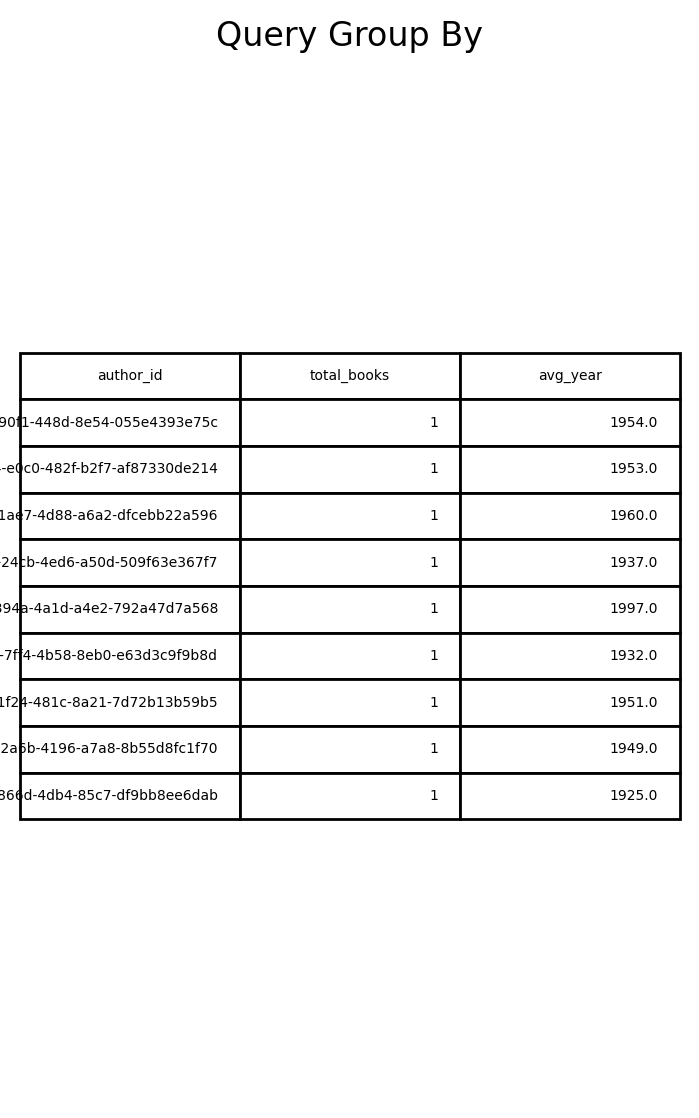 Query Group By
author_id total_books avg_year
90f1-448d-8e54-055e4393e75c 1 1954.0
-e0c0-482f-b2f7-af87330de214 1 1953.0
1ae7-4d88-a6a2-dfcebb22a596 1 1960.0
-24cb-4ed6-a50d-509f63e367f7 1 1937.0
394a-4a1d-a4e2-792a47d7a568 1 1997.0
-7ff4-4b58-8eb0-e63d3c9f9b8d 1 1932.0
1f24-481c-8a21-7d72b13b59b5 1 1951.0
2a6b-4196-a7a8-8b55d8fc1f70 1 1949.0
866d-4db4-85c7-df9bb8ee6dab 1 1925.0